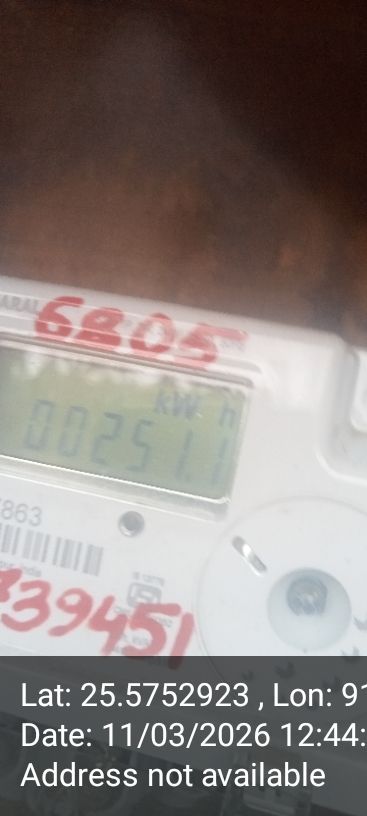 6805
kW h
00251.1
863
39451
Lat: 25.5752923 , Lon: 91
Date: 11/03/2026 12:44:
Address not available